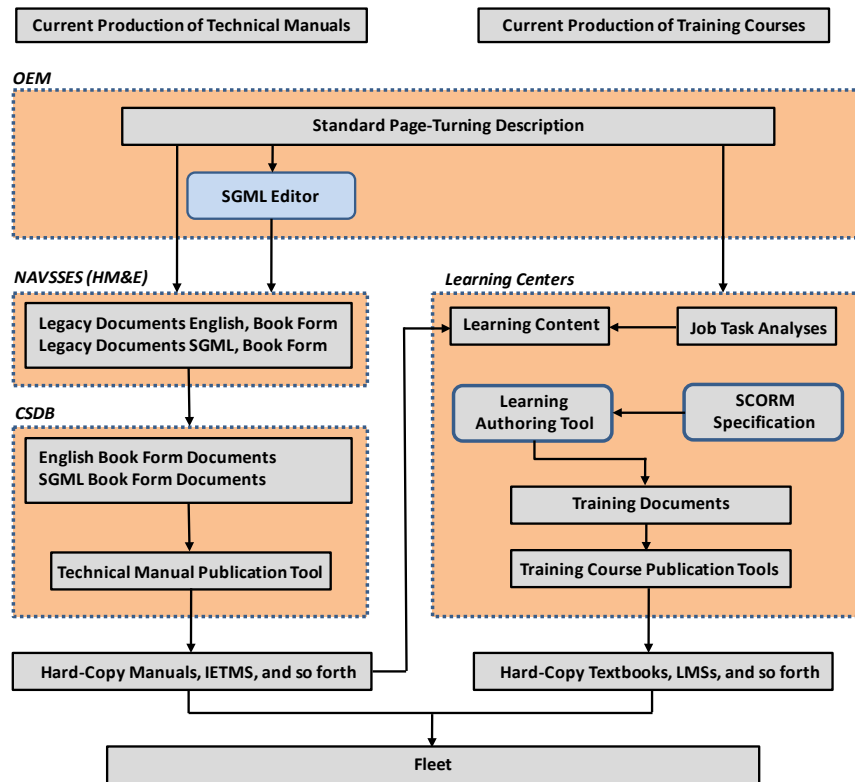 Current Production of Technical Manuals
Current Production of Training Courses
OEM
Standard Page-Turning Description
SGML Editor
NAVSSES (HM&E)
Legacy Documents English, Book Form
Legacy Documents SGML, Book Form
Learning Centers
Learning Content
Job Task Analyses
CSDB
English Book Form Documents
SGML Book Form Documents
Learning
Authoring Tool
SCORM
Specification
Training Documents
Technical Manual Publication Tool
Training Course Publication Tools
Hard-Copy Manuals, IETMS, and so forth
Hard-Copy Textbooks, LMSs, and so forth
Fleet